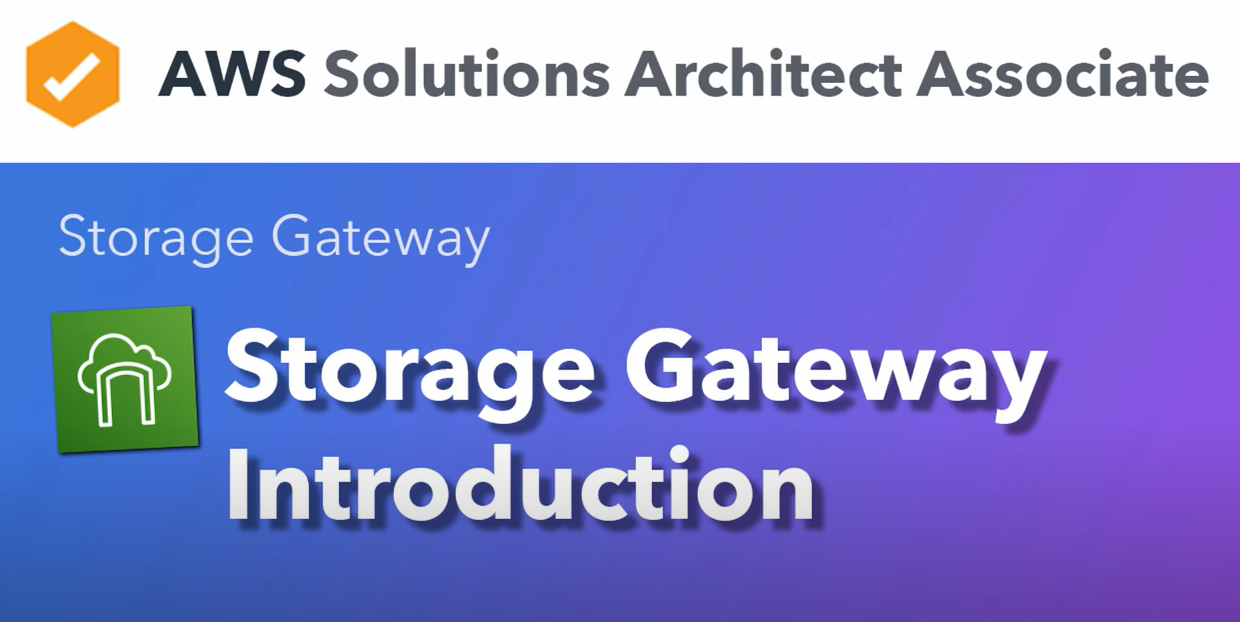 AWS Solutions Architect Associate
Storage Gateway
Storage Gateway
Introduction